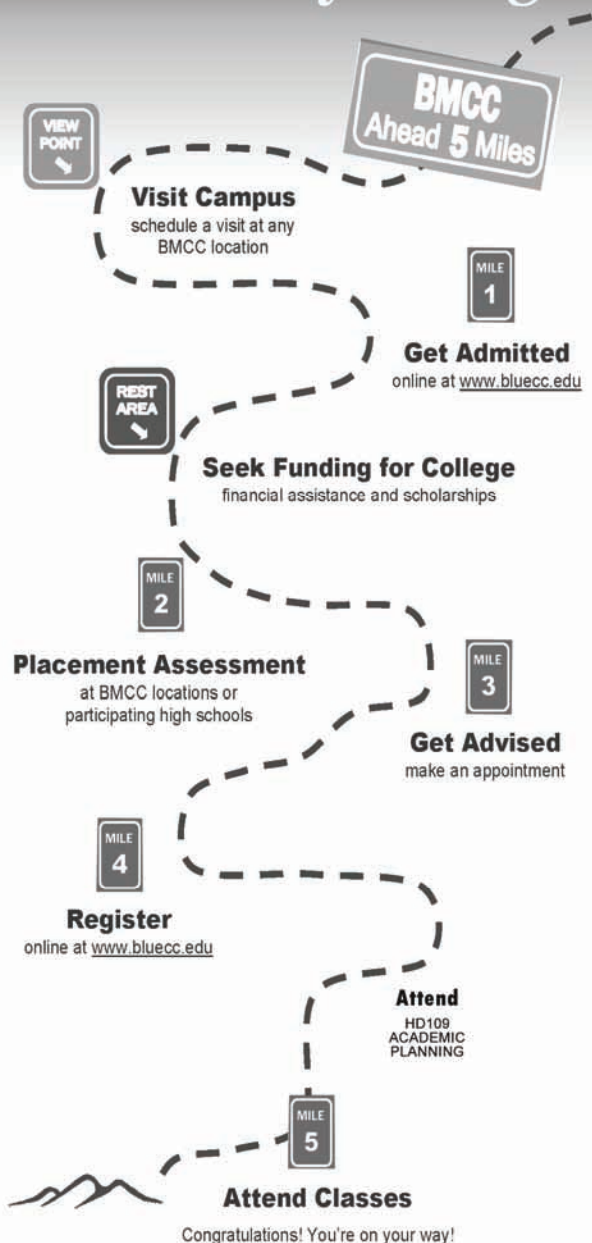 BMCC
Ahead 5 Miles
VIEW
POINT
Visit Campus
schedule a visit at any
BMCC location
MILE
1
Get Admitted
online at www.bluecc.edu
REST
AREA
Seek Funding for College
financial assistance and scholarships
MILE
2
Placement Assessment
at BMCC locations or
participating high schools
MILE
3
Get Advised
make an appointment
MILE
4
Register
online at www.bluecc.edu
Attend
HD109
ACADEMIC
PLANNING
MILE
5
Attend Classes
Congratulations! You're on your way!